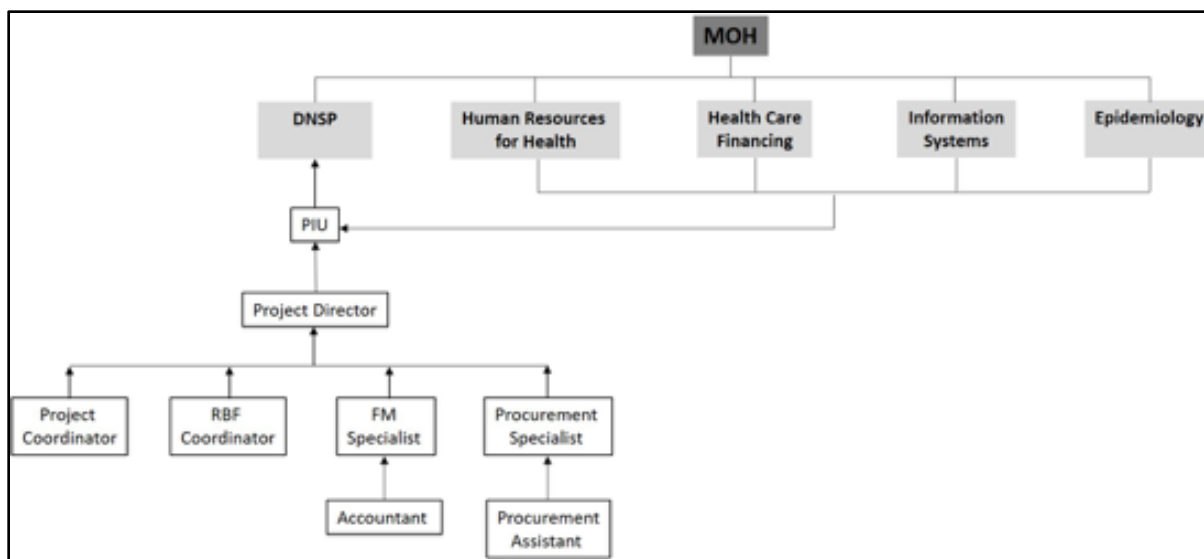 MOH
DNSP
Human Resources
for Health
Health Care
Financing
Information
Systems
Epidemiology
PIU
Project Director
Project
Coordinator
RBF
Coordinator
FM
Specialist
Procurement
Specialist
Accountant
Procurement
Assistant